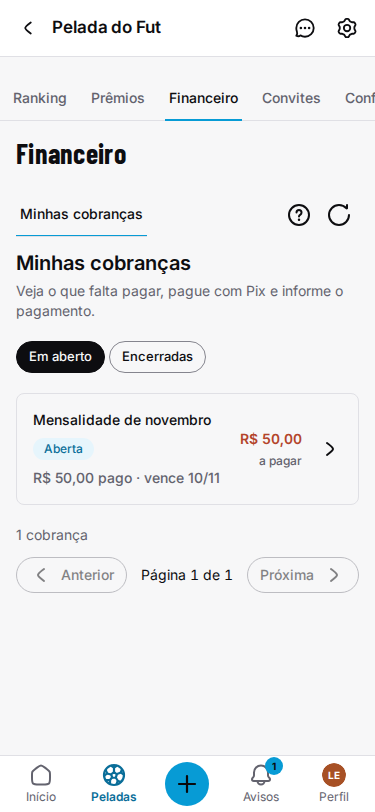 Pelada do Fut
Ranking Prêmios Financeiro Convites Conf
Financeiro
Minhas cobranças
Minhas cobranças
Veja o que falta pagar, pague com Pix e informe o
pagamento.
Em aberto Encerradas
Mensalidade de novembro
Aberta
R$ 50,00 pago · vence 10/11
R$ 50,00
a pagar
1 cobrança
Anterior Página 1 de 1 Próxima
1
LE
Início Peladas Avisos Perfil